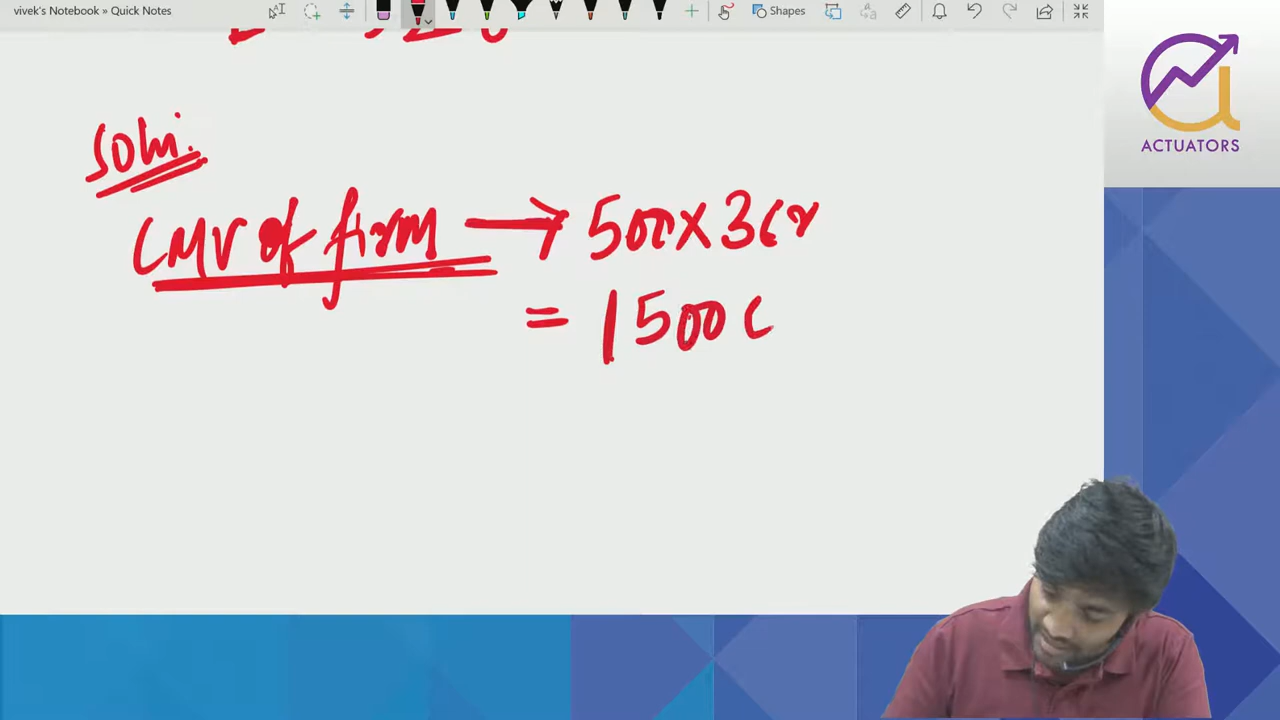 vivek's Notebook » Quick Notes
Shapes
ACTUATORS
Soln:
CMV of firm → 500 x 3 Cr
= 1500 C